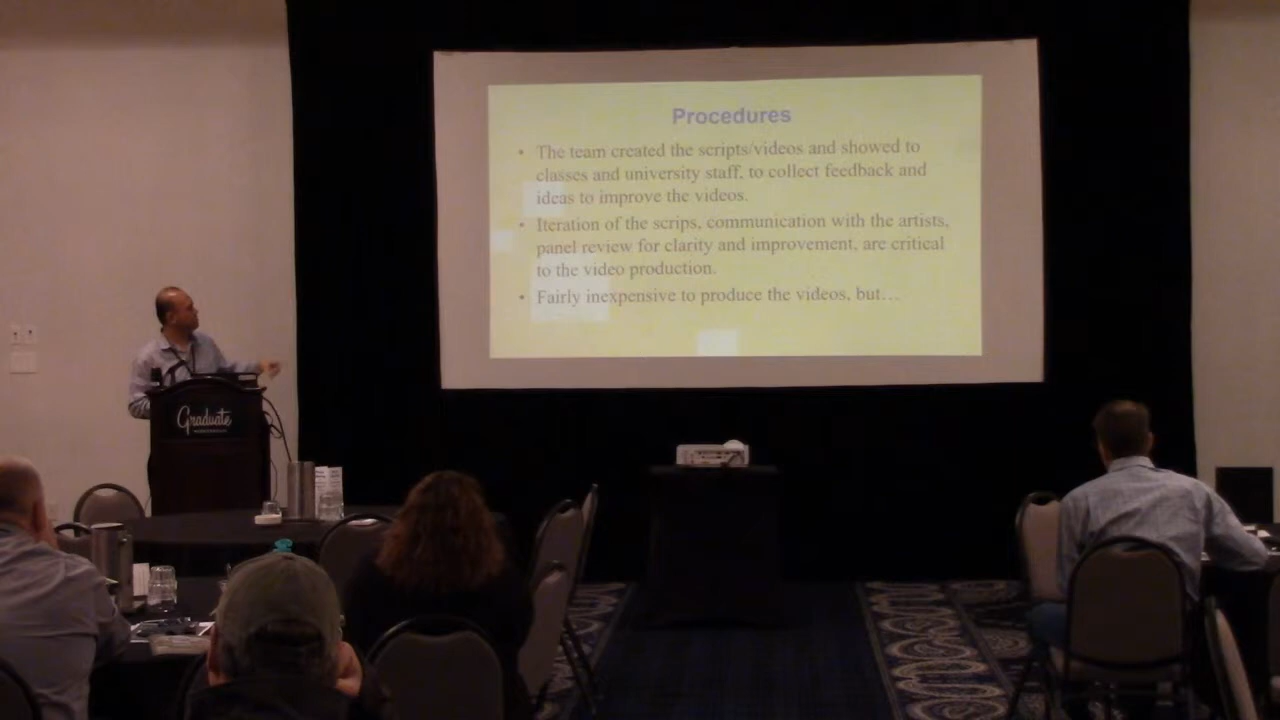 Procedures
• The team created the scripts/videos and showed to
classes and university staff, to collect feedback and
ideas to improve the videos.
• Iteration of the scrips, communication with the artists,
panel review for clarity and improvement, are critical
to the video production.
• Fairly inexpensive to produce the videos, but…
Graduate